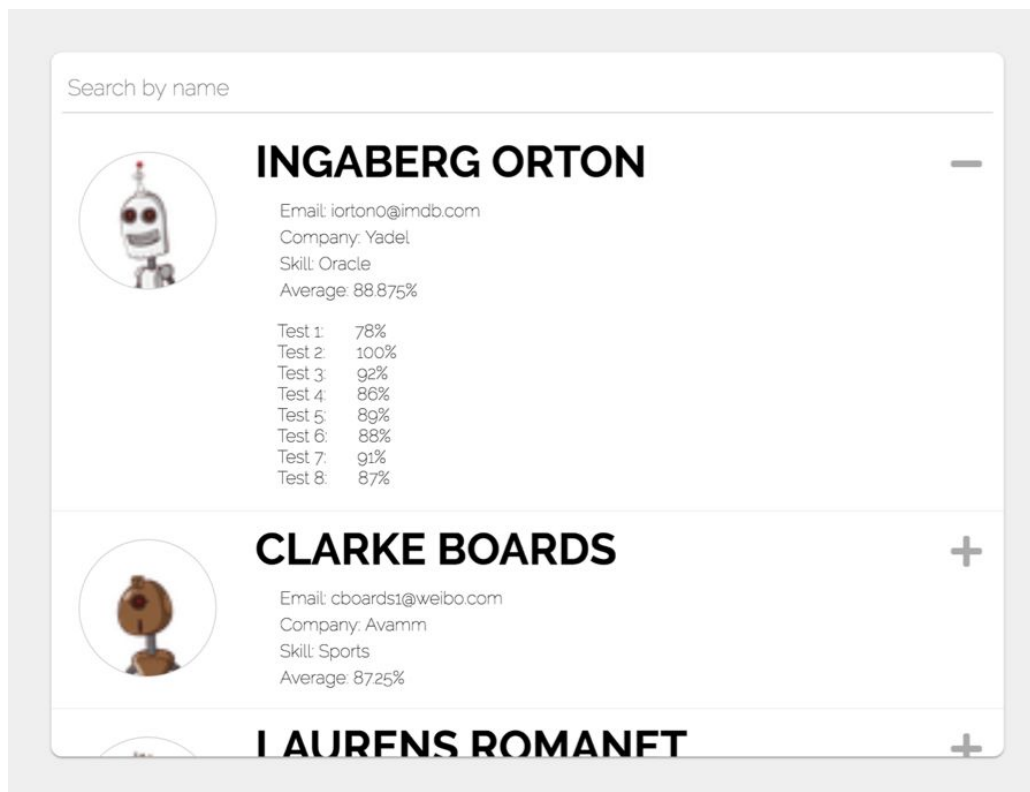 Search by name
INGABERG ORTON
Email: iorton0@imdb.com
Company: Yadel
Skill: Oracle
Average: 88.875%
Test 1: 78%
Test 2: 100%
Test 3: 92%
Test 4: 86%
Test 5: 89%
Test 6: 88%
Test 7: 91%
Test 8: 87%
CLARKE BOARDS
Email: cboards1@weibo.com
Company: Avamm
Skill: Sports
Average: 87.25%
LAURENS ROMANET